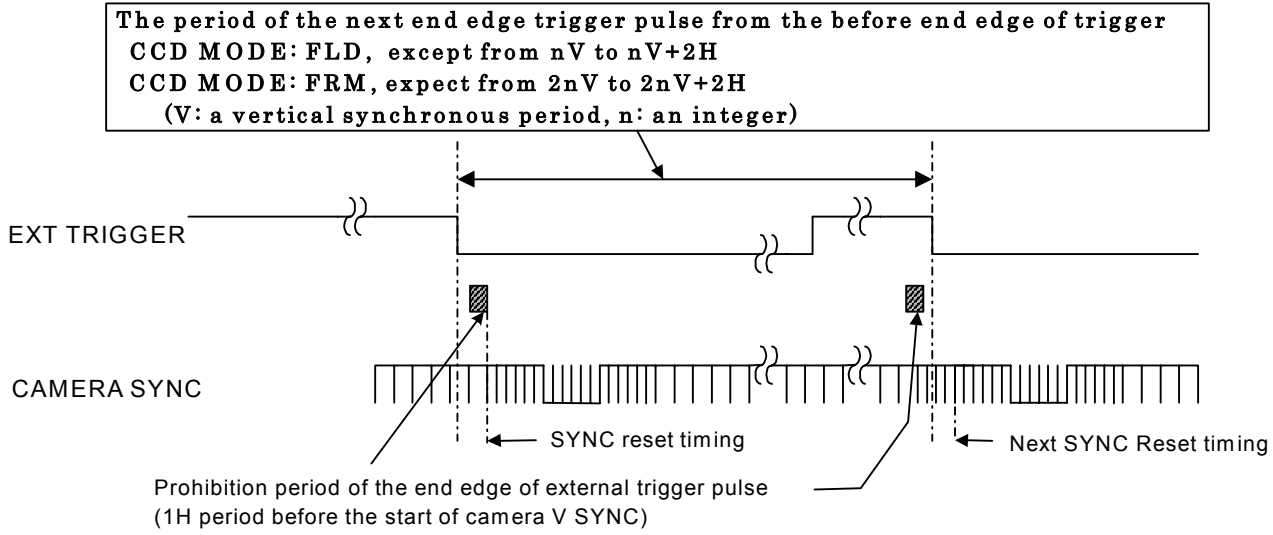 The period of the next end edge trigger pulse from the before end edge of trigger
CCD MODE: FLD, except from nV to nV+2H
CCD MODE: FRM, expect from 2nV to 2nV+2H
(V: a vertical synchronous period, n: an integer)
EXT TRIGGER
CAMERA SYNC
SYNC reset timing
Next SYNC Reset timing
Prohibition period of the end edge of external trigger pulse
(1H period before the start of camera V SYNC)